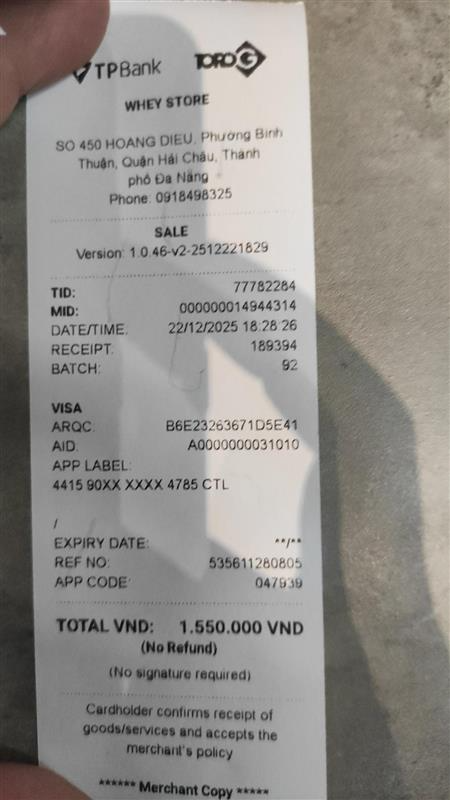 TPBank TORO G
WHEY STORE
SO 450 HOANG DIEU, Phường Bình
Thuận, Quận Hải Châu, Thành
phố Đà Nẵng
Phone: 0918498325
SALE
Version: 1.0.46-v2-2512221829
TID: 77782284
MID: 000000014944314
DATE/TIME: 22/12/2025 18:28:26
RECEIPT: 189394
BATCH: 92
VISA
ARQC: B6E23263671D5E41
AID: A0000000031010
APP LABEL:
4415 90XX XXXX 4785 CTL
/
EXPIRY DATE: **/**
REF NO: 535611280805
APP CODE: 047939
TOTAL VND: 1.550.000 VND
(No Refund)
(No signature required)
Cardholder confirms receipt of
goods/services and accepts the
merchant's policy
****** Merchant Copy *****